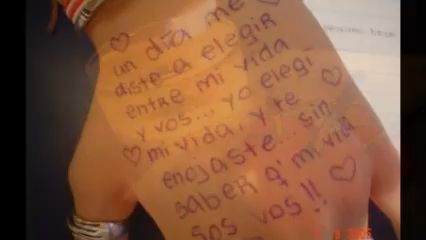 un día me
diste a elegir
entre mi vida
y vos... yo elegi
mi vida. y te
enojaste... sin
saber q' mi vida
sos vos!!